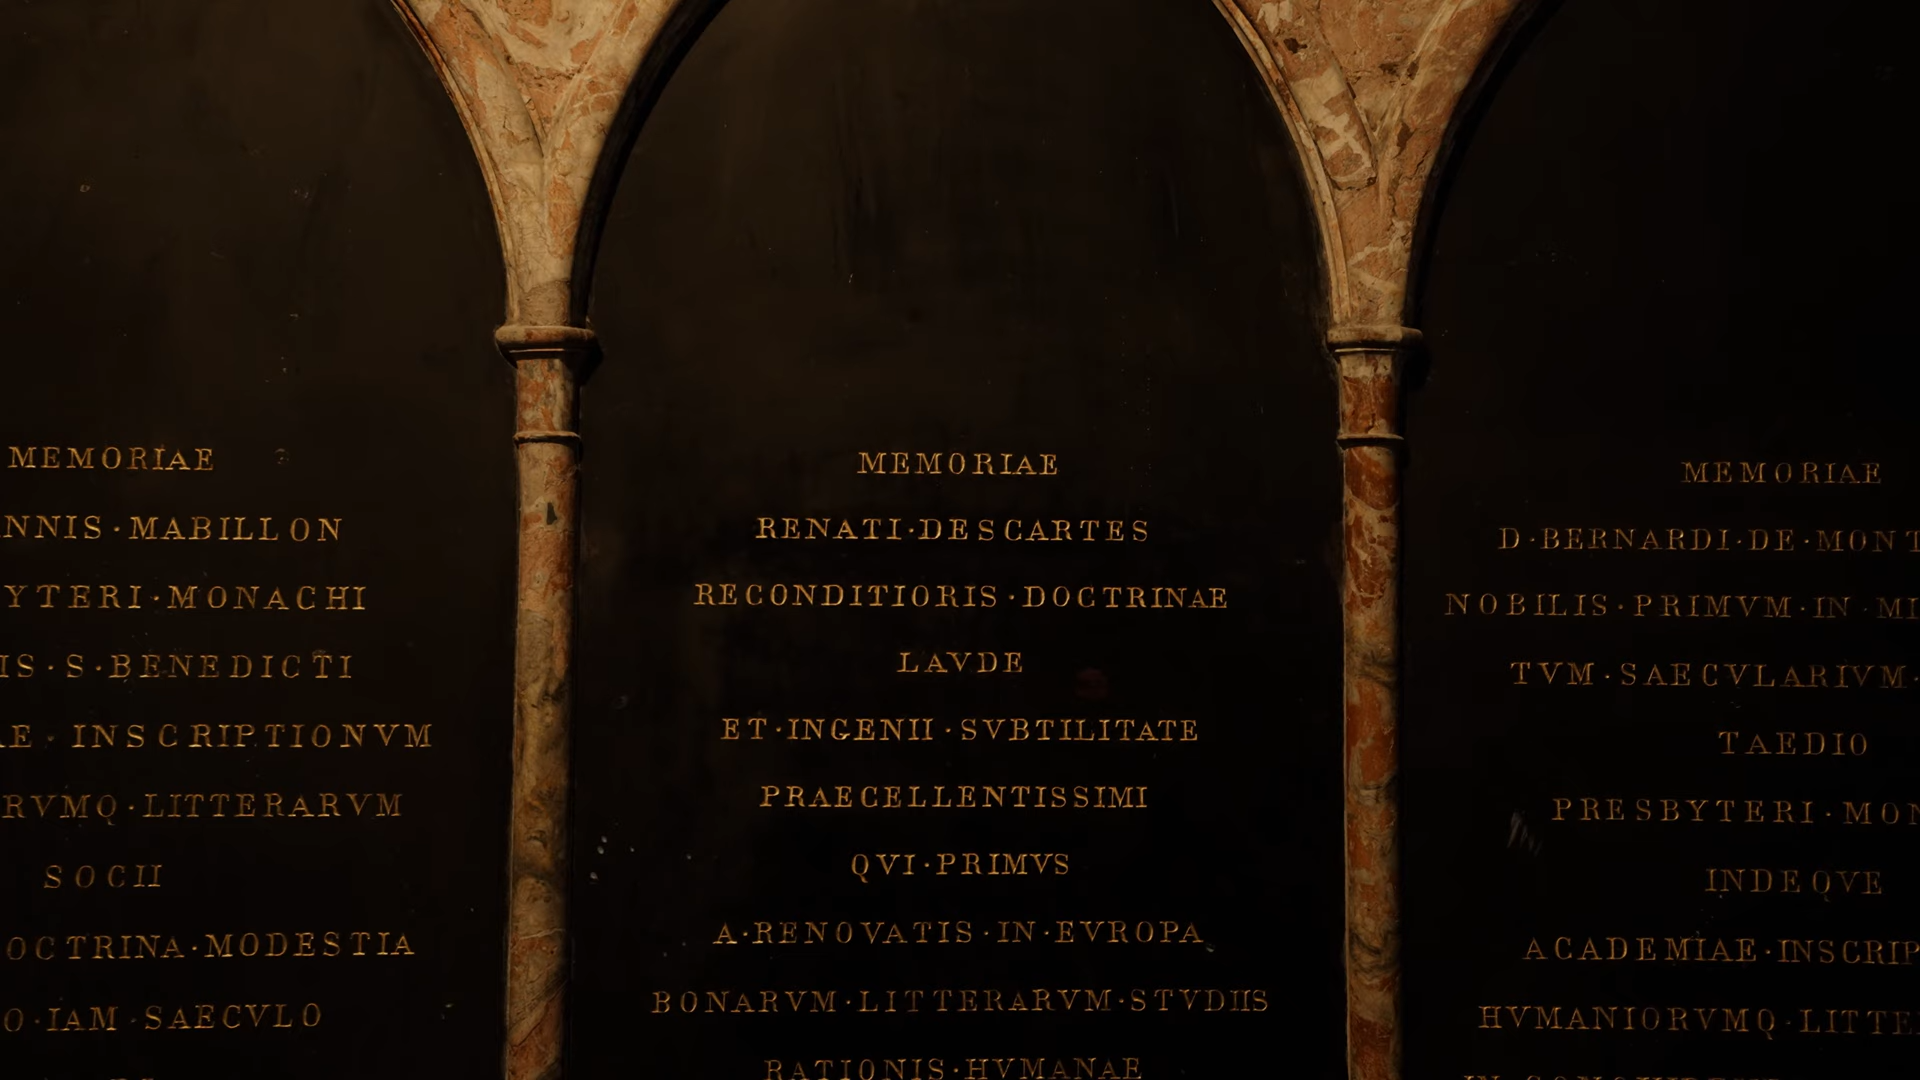 MEMORIAE
NNIS·MABILLON
YTERI·MONACHI
IS·S·BENEDICTI
AE·INSCRIPTIONVM
RVMQ·LITTERARVM
SOCII
OCTRINA·MODESTIA
O·IAM·SAECVLO
MEMORIAE
RENATI·DESCARTES
RECONDITIORIS·DOCTRINAE
LAVDE
ET·INGENII·SVBTILITATE
PRAECELLENTISSIMI
QVI·PRIMVS
A·RENOVATIS·IN·EVROPA
BONARVM·LITTERARVM·STVDIIS
RATIONIS·HVMANAE
MEMORIAE
D·BERNARDI·DE·MONT
NOBILIS·PRIMVM·IN·MI
TVM·SAECVLARIVM·
TAEDIO
PRESBYTERI·MON
INDEQVE
ACADEMIAE·INSCRIP
HVMANIORVMQ·LITTE